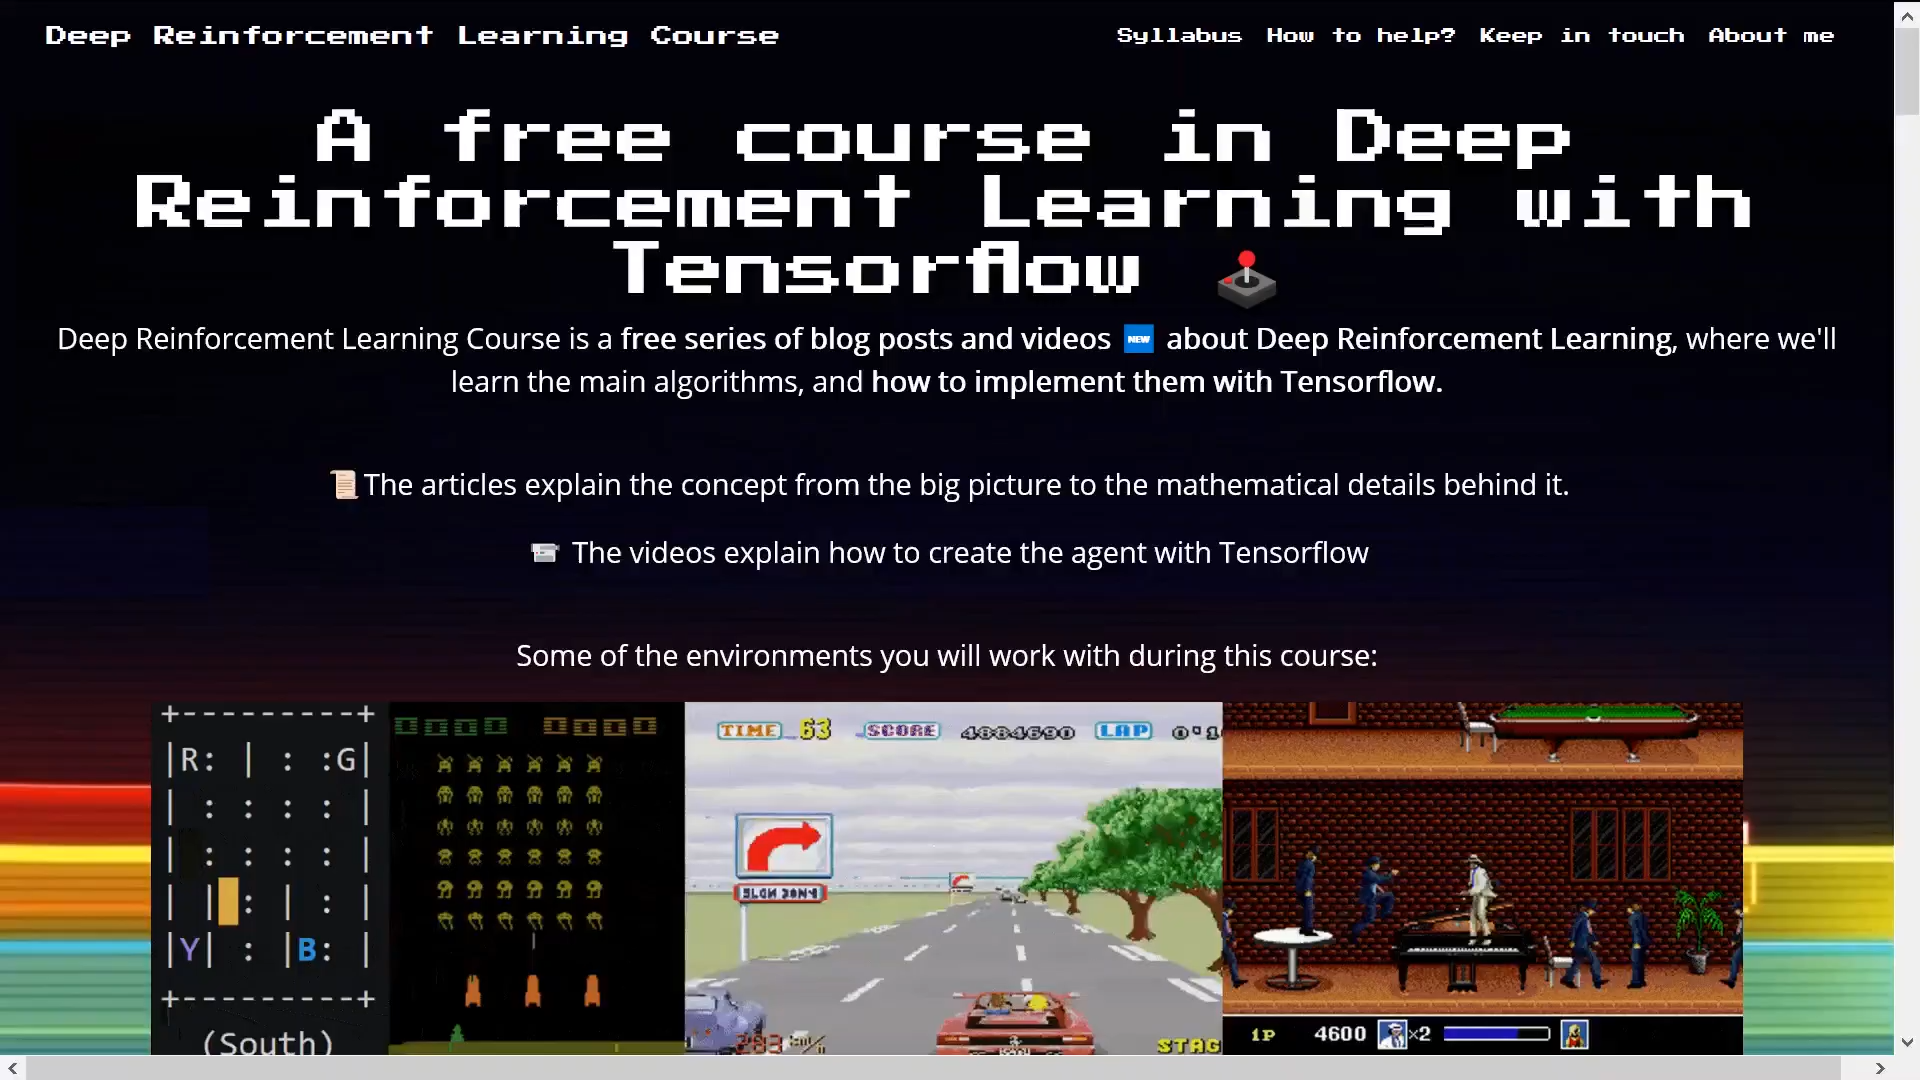 Deep Reinforcement Learning Course
Syllabus How to help? Keep in touch About me
A free course in Deep
Reinforcement Learning with
Tensorflow
Deep Reinforcement Learning Course is a free series of blog posts and videos NEW about Deep Reinforcement Learning, where we'll
learn the main algorithms, and how to implement them with Tensorflow.
The articles explain the concept from the big picture to the mathematical details behind it.
The videos explain how to create the agent with Tensorflow
Some of the environments you will work with during this course:
+---------+
|R: | : :G|
| : : : : |
| : : : : |
| | : | : |
|Y| : |B: |
+---------+
(South)
TIME 63 SCORE 4884690 LAP
STAG
1P 4600 ×2